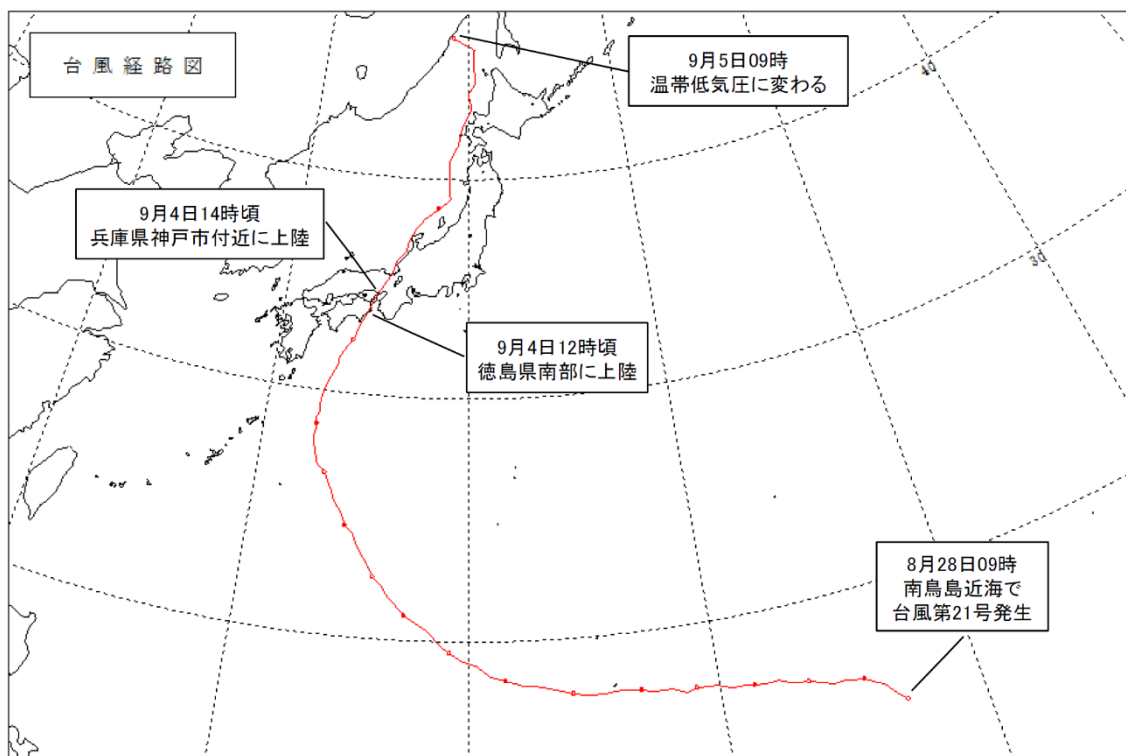 台風経路図
9月5日09時
温帯低気圧に変わる
40
9月4日14時頃
兵庫県神戸市付近に上陸
30
9月4日12時頃
徳島県南部に上陸
8月28日09時
南鳥島近海で
台風第21号発生